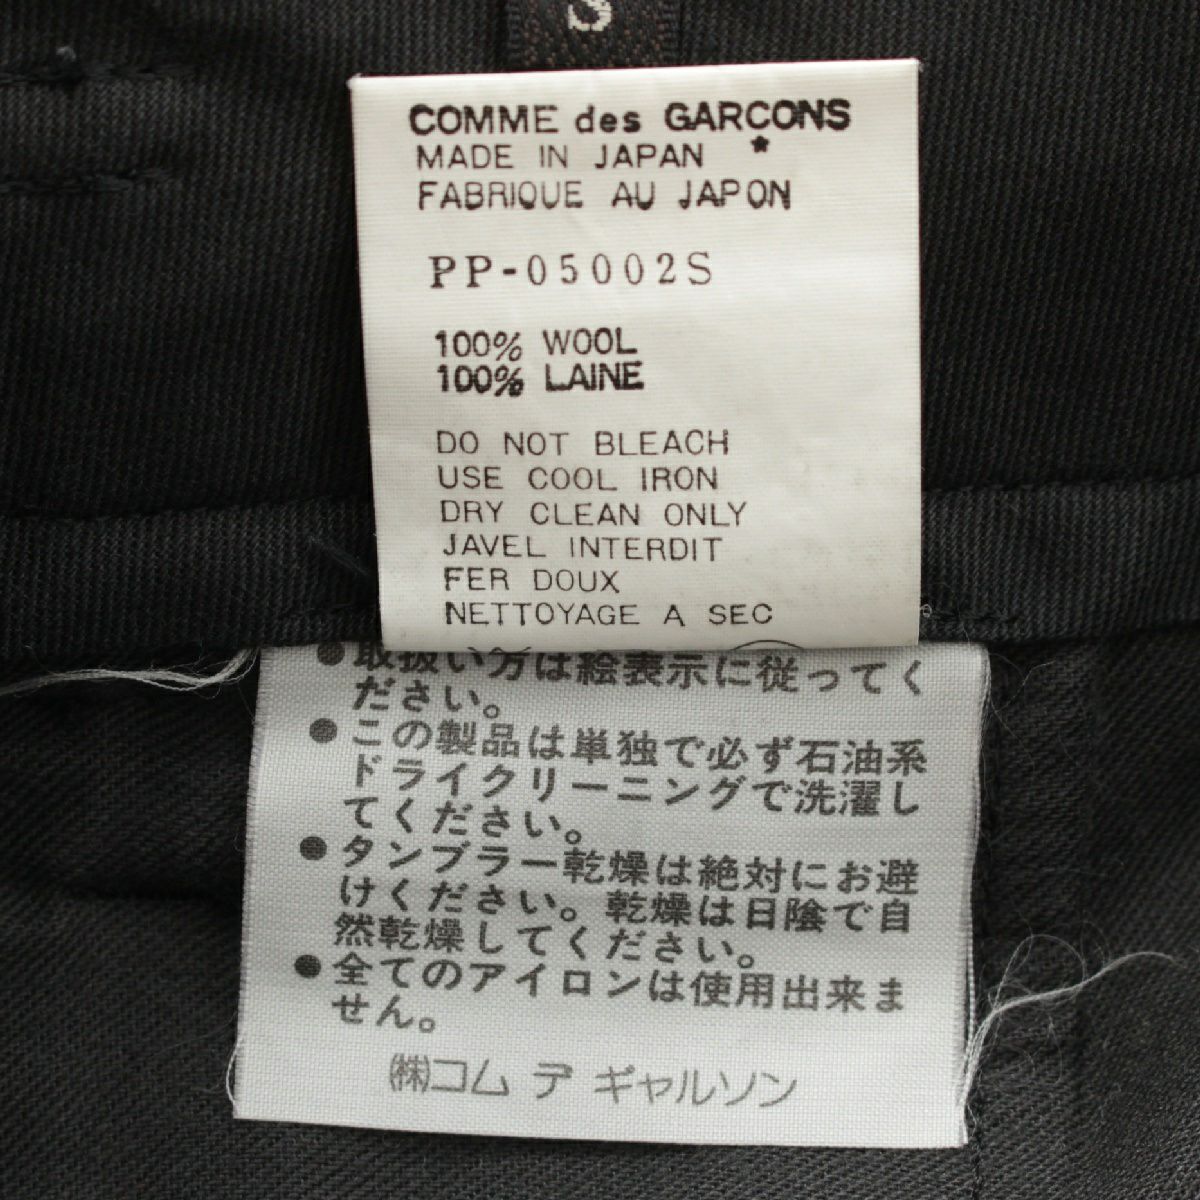 S
COMME des GARCONS
★
MADE IN JAPAN
FABRIQUE AU JAPON
PP-05002S
100% WOOL
100% LAINE
DO NOT BLEACH
USE COOL IRON
DRY CLEAN ONLY
JAVEL INTERDIT
FER DOUX
NETTOYAGE A SEC
●取扱い方は絵表示に従ってく
ださい。
●この製品は単独で必ず石油系
ドライクリーニングで洗濯し
てください。
●タンブラー乾燥は絶対にお避
けください。乾燥は日陰で自
然乾燥してください。
●全てのアイロンは使用出来ま
せん。
㈱コム デ ギャルソン